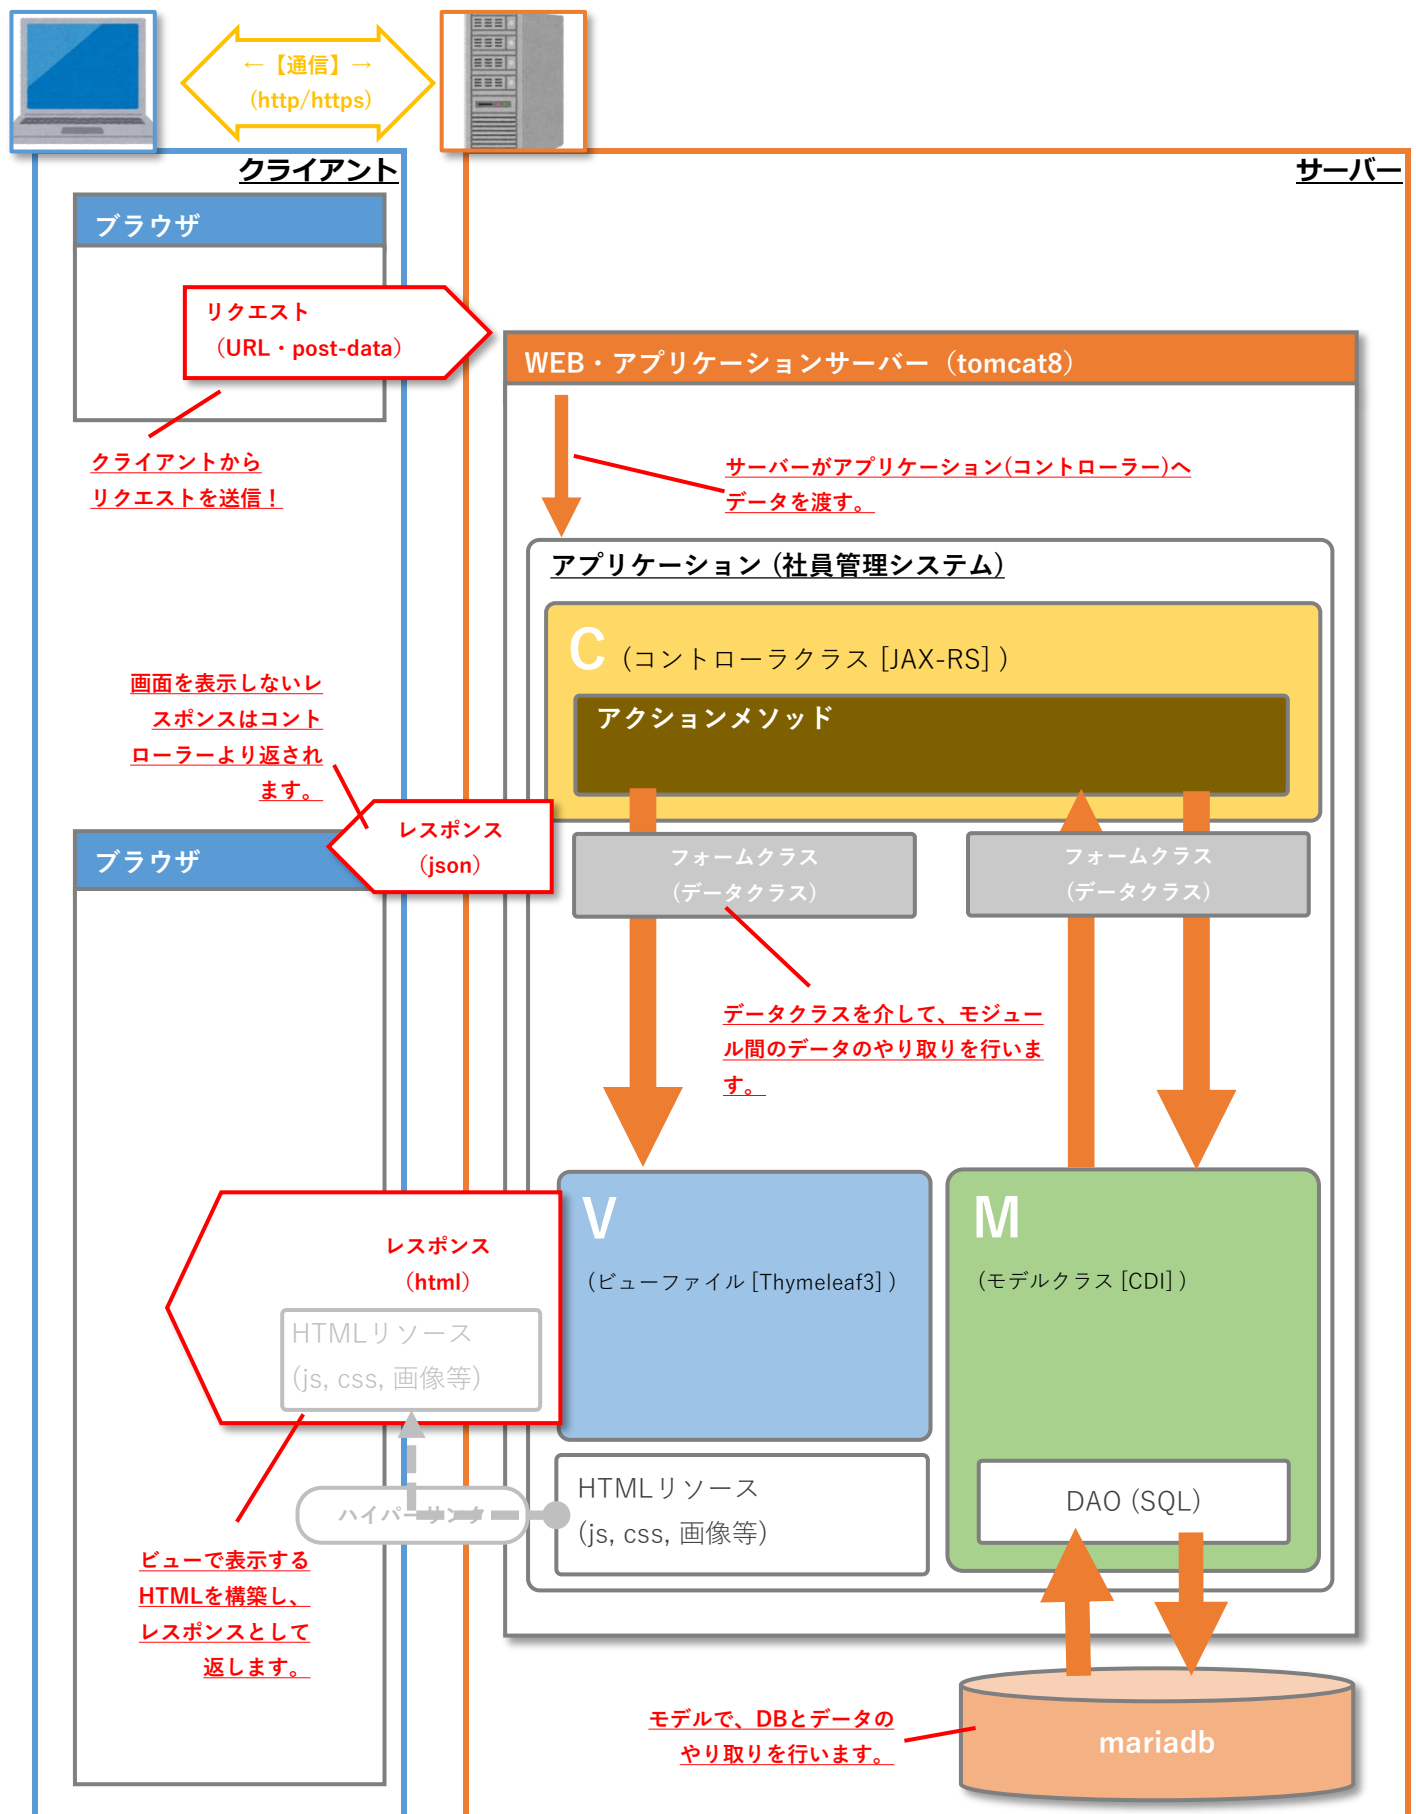 ←【通信】→
(http/https)
クライアント
サーバー
ブラウザ
リクエスト
（URL・post-data）
WEB・アプリケーションサーバー（tomcat8）
クライアントから
リクエストを送信！
サーバーがアプリケーション(コントローラー)へ
データを渡す。
アプリケーション (社員管理システム)
C（コントローラクラス [JAX-RS] ）
アクションメソッド
画面を表示しないレ
スポンスはコント
ローラーより返され
ます。
レスポンス
（json）
ブラウザ
フォームクラス
(データクラス)
フォームクラス
(データクラス)
データクラスを介して、モジュー
ル間のデータのやり取りを行いま
す。
V
（ビューファイル [Thymeleaf3] ）
M
（モデルクラス [CDI] ）
レスポンス
（html）
HTMLリソース
(js, css, 画像等)
HTMLリソース
(js, css, 画像等)
ハイパーリンク
DAO (SQL)
ビューで表示する
HTMLを構築し、
レスポンスとして
返します。
モデルで、DBとデータの
やり取りを行います。
mariadb